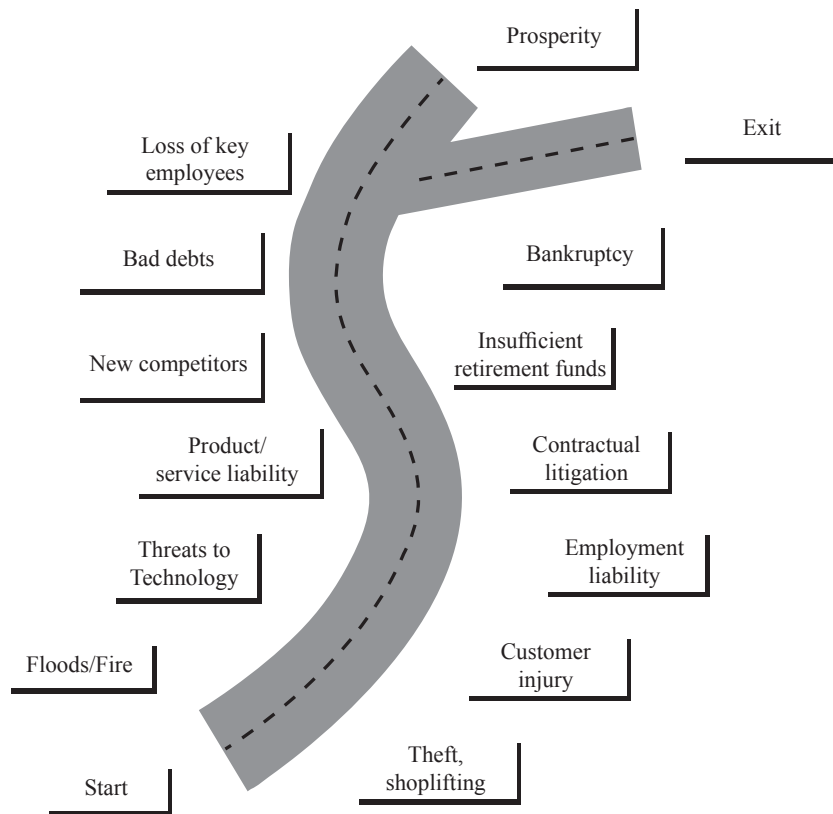 Prosperity
Exit
Loss of key
employees
Bad debts
Bankruptcy
New competitors
Insufficient
retirement funds
Product/
service liability
Contractual
litigation
Threats to
Technology
Employment
liability
Floods/Fire
Customer
injury
Theft,
shoplifting
Start